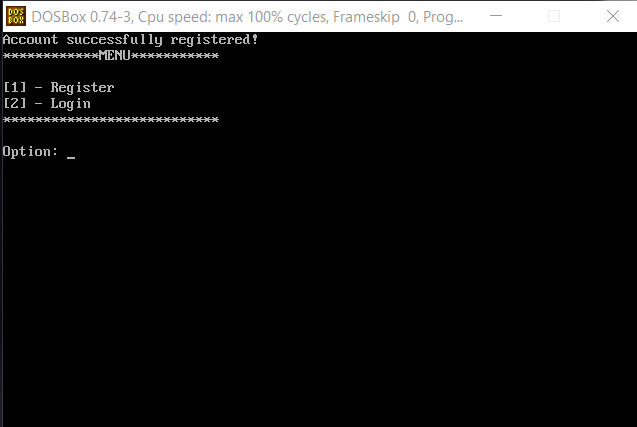 DOS
BOX
DOSBox 0.74-3, Cpu speed: max 100% cycles, Frameskip  0, Prog...
Account successfully registered!
************MENU***********
[1] - Register
[2] - Login
***************************
Option: _